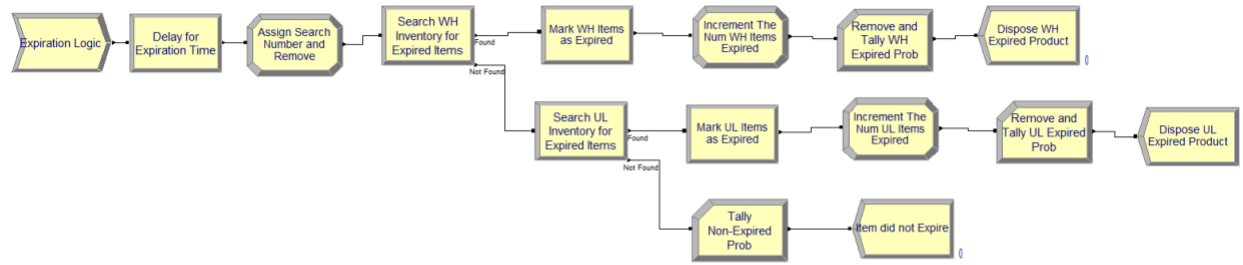 Expiration Logic
Delay for
Expiration Time
Assign Search
Number and
Remove
Search WH
Inventory for
Expired Items
Found
Not Found
Mark WH Items
as Expired
Increment The
Num WH Items
Expired
Remove and
Tally WH
Expired Prob
Dispose WH
Expired Product
0
Search UL
Inventory for
Expired Items
Found
Not Found
Mark UL Items
as Expired
Increment The
Num UL Items
Expired
Remove and
Tally UL Expired
Prob
Dispose UL
Expired Product
Tally
Non-Expired
Prob
Item did not Expire
0